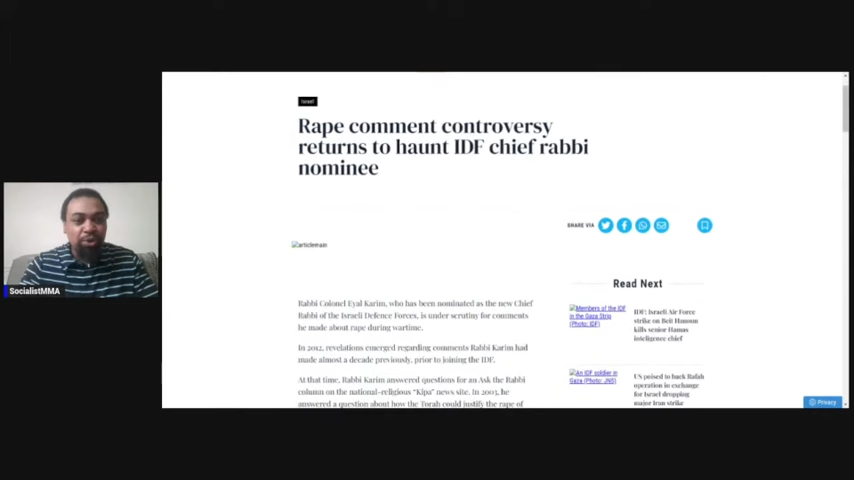 Israel
Rape comment controversy
returns to haunt IDF chief rabbi
nominee
SHARE VIA
articlemain
Read Next
Rabbi Colonel Eyal Karim, who has been nominated as the new Chief
Rabbi of the Israeli Defence Forces, is under scrutiny for comments
he made about rape during wartime.
In 2012, revelations emerged regarding comments Rabbi Karim had
made almost a decade previously, prior to joining the IDF.
At that time, Rabbi Karim answered questions for an Ask the Rabbi
column on the national-religious “Kipa” news site. In 2003, he
answered a question about how the Torah could justify the rape of
Members of the IDF
in the Gaza Strip
(Photo: IDF)
IDF: Israeli Air Force
strike on Beit Hanoun
kills senior Hamas
inteligence chief
An IDF soldier in
Gaza (Photo: JNS)
US poised to back Rafah
operation in exchange
for Israel dropping
major Iran strike
Privacy
SocialistMMA